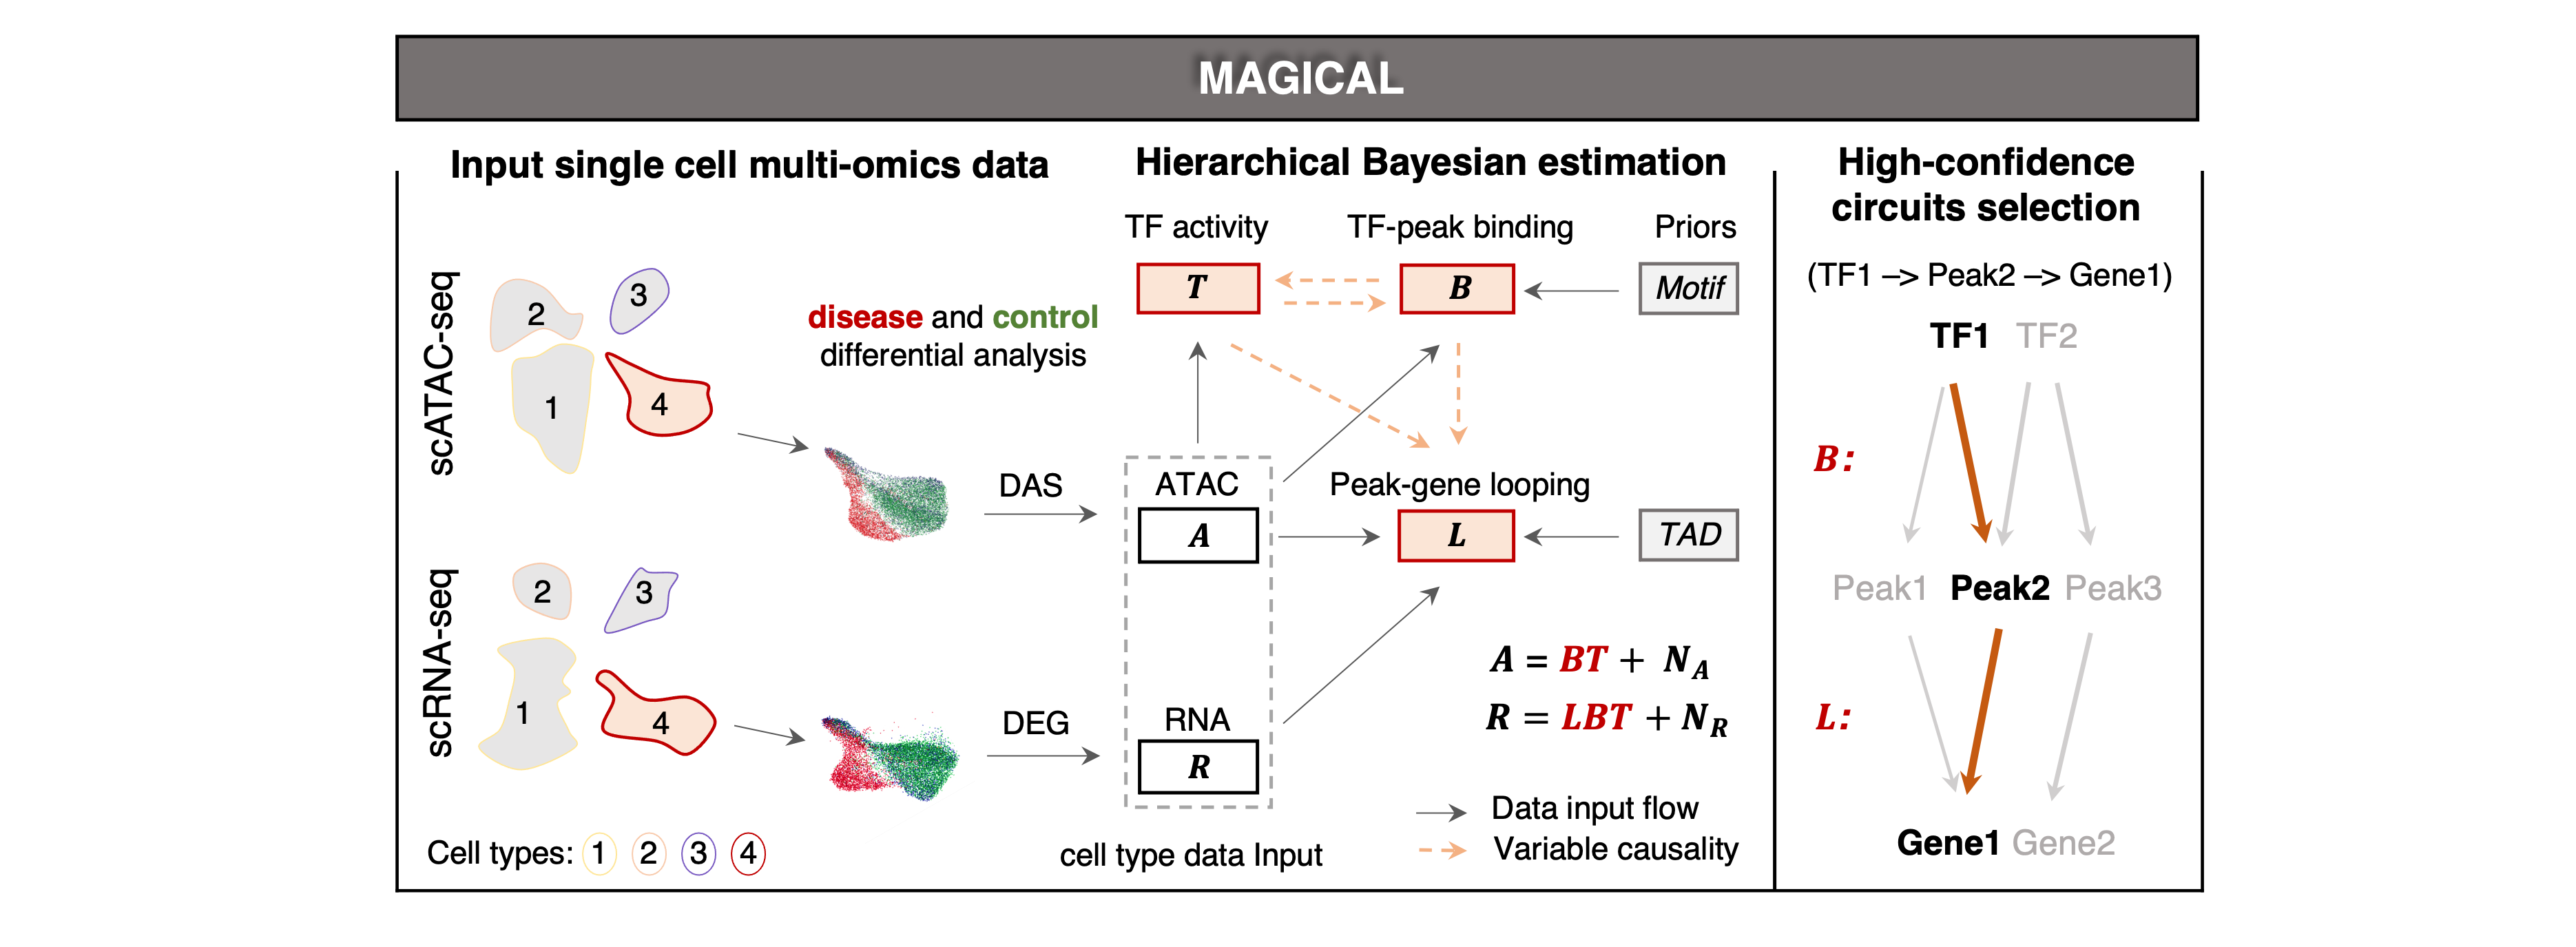 MAGICAL
Input single cell multi-omics data
scATAC-seq
2
3
1
4
disease and control
differential analysis
DAS
scRNA-seq
2
3
1
4
DEG
Cell types: 1 2 3 4
Hierarchical Bayesian estimation
TF activity
TF-peak binding
Priors
T
B
Motif
ATAC
Peak-gene looping
A
L
TAD
RNA
R
cell type data Input
A = BT + N_A
R = LBT + N_R
Data input flow
Variable causality
High-confidence
circuits selection
(TF1 –> Peak2 –> Gene1)
TF1 TF2
B:
Peak1 Peak2 Peak3
L:
Gene1 Gene2